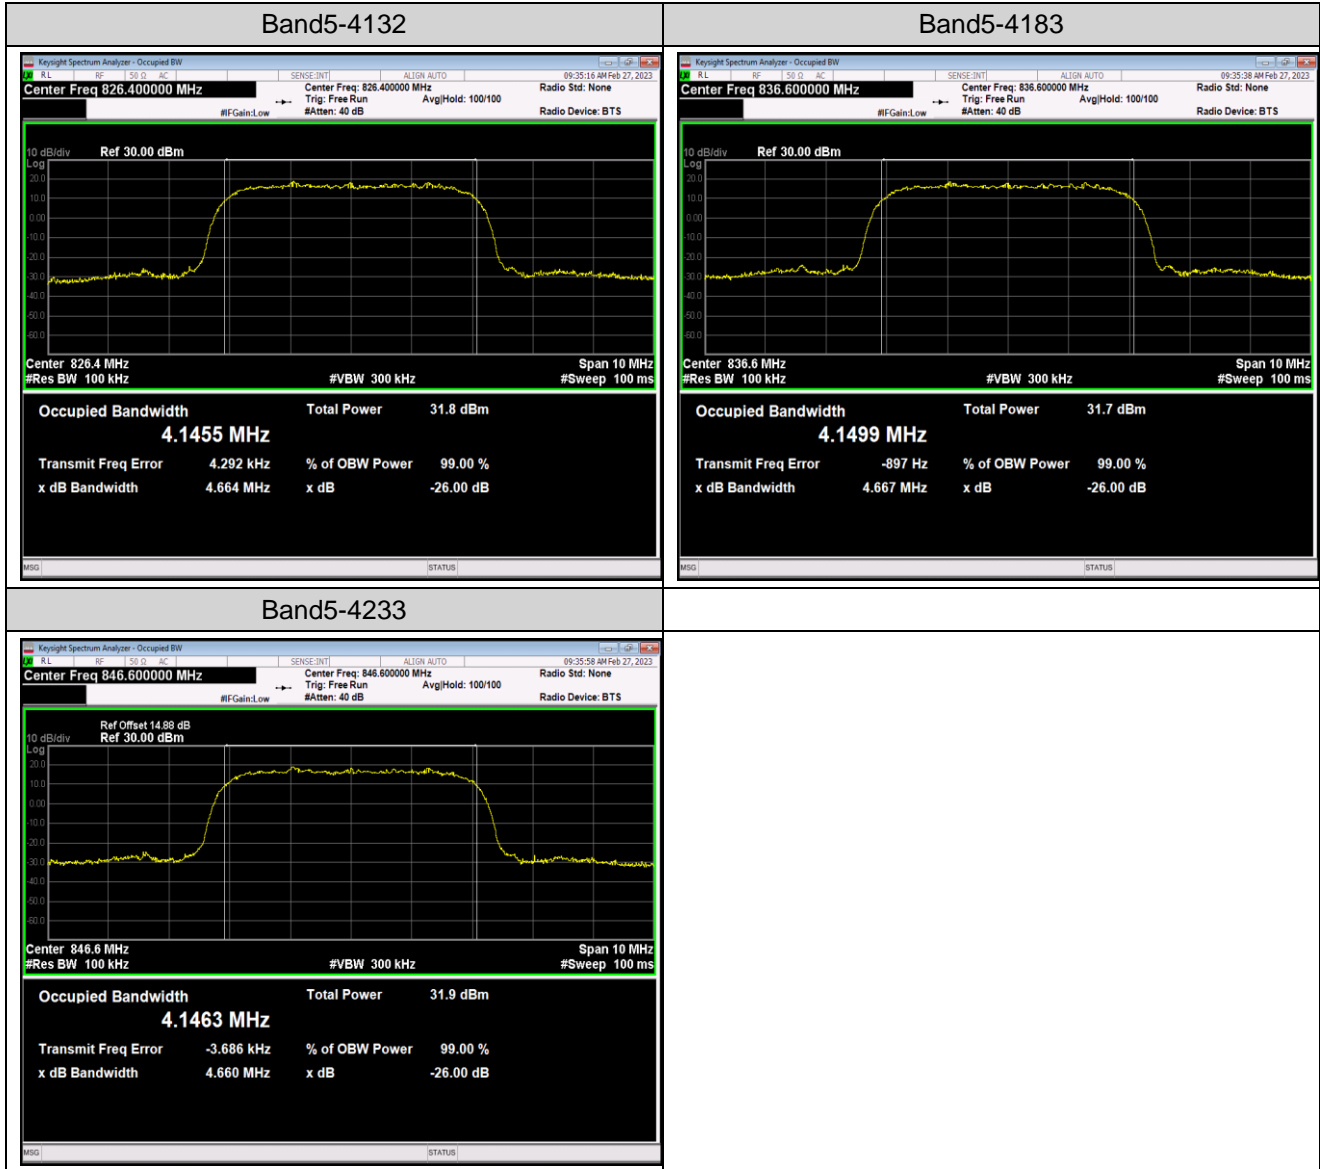 Band5-4132
Keysight Spectrum Analyzer - Occupied BW
RL RF 50 Ω AC SENSE:INT ALIGN AUTO 09:35:16 AM Feb 27, 2023
Center Freq 826.400000 MHz
Center Freq: 826.400000 MHz
Radio Std: None
Trig: Free Run Avg|Hold: 100/100
#IFGain:Low #Atten: 40 dB Radio Device: BTS
10 dB/div Ref 30.00 dBm
Log
20.0
10.0
0.00
-10.0
-20.0
-30.0
-40.0
-50.0
-60.0
Center 826.4 MHz Span 10 MHz
#Res BW 100 kHz #VBW 300 kHz #Sweep 100 ms
Occupied Bandwidth Total Power 31.8 dBm
4.1455 MHz
Transmit Freq Error 4.292 kHz % of OBW Power 99.00 %
x dB Bandwidth 4.664 MHz x dB -26.00 dB
MSG STATUS
Band5-4183
Keysight Spectrum Analyzer - Occupied BW
RL RF 50 Ω AC SENSE:INT ALIGN AUTO 09:35:38 AM Feb 27, 2023
Center Freq 836.600000 MHz
Center Freq: 836.600000 MHz
Radio Std: None
Trig: Free Run Avg|Hold: 100/100
#IFGain:Low #Atten: 40 dB Radio Device: BTS
10 dB/div Ref 30.00 dBm
Log
20.0
10.0
0.00
-10.0
-20.0
-30.0
-40.0
-50.0
-60.0
Center 836.6 MHz Span 10 MHz
#Res BW 100 kHz #VBW 300 kHz #Sweep 100 ms
Occupied Bandwidth Total Power 31.7 dBm
4.1499 MHz
Transmit Freq Error -897 Hz % of OBW Power 99.00 %
x dB Bandwidth 4.667 MHz x dB -26.00 dB
MSG STATUS
Band5-4233
Keysight Spectrum Analyzer - Occupied BW
RL RF 50 Ω AC SENSE:INT ALIGN AUTO 09:35:58 AM Feb 27, 2023
Center Freq 846.600000 MHz
Center Freq: 846.600000 MHz
Radio Std: None
Trig: Free Run Avg|Hold: 100/100
#IFGain:Low #Atten: 40 dB Radio Device: BTS
Ref Offset 14.88 dB
10 dB/div Ref 30.00 dBm
Log
20.0
10.0
0.00
-10.0
-20.0
-30.0
-40.0
-50.0
-60.0
Center 846.6 MHz Span 10 MHz
#Res BW 100 kHz #VBW 300 kHz #Sweep 100 ms
Occupied Bandwidth Total Power 31.9 dBm
4.1463 MHz
Transmit Freq Error -3.686 kHz % of OBW Power 99.00 %
x dB Bandwidth 4.660 MHz x dB -26.00 dB
MSG STATUS